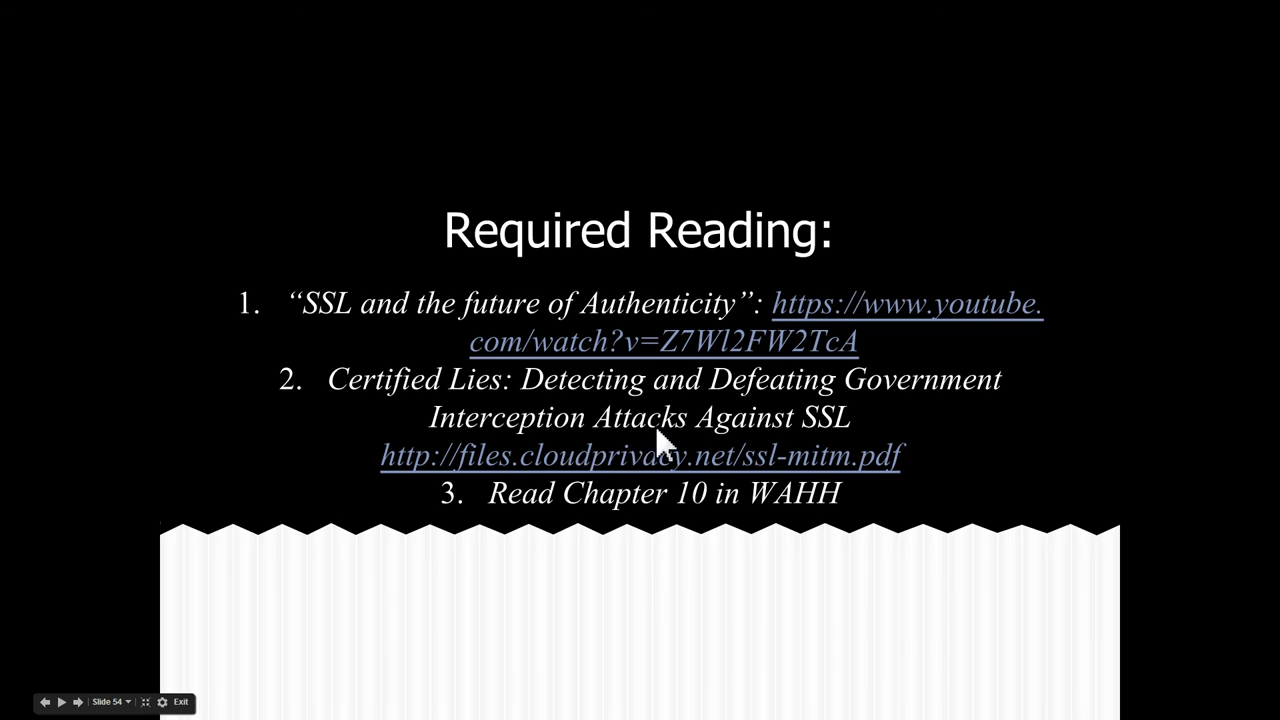 Required Reading:
1. “SSL and the future of Authenticity”: https://www.youtube.
com/watch?v=Z7Wl2FW2TcA
2. Certified Lies: Detecting and Defeating Government
Interception Attacks Against SSL
http://files.cloudprivacy.net/ssl-mitm.pdf
3. Read Chapter 10 in WAHH
Slide 54 Exit